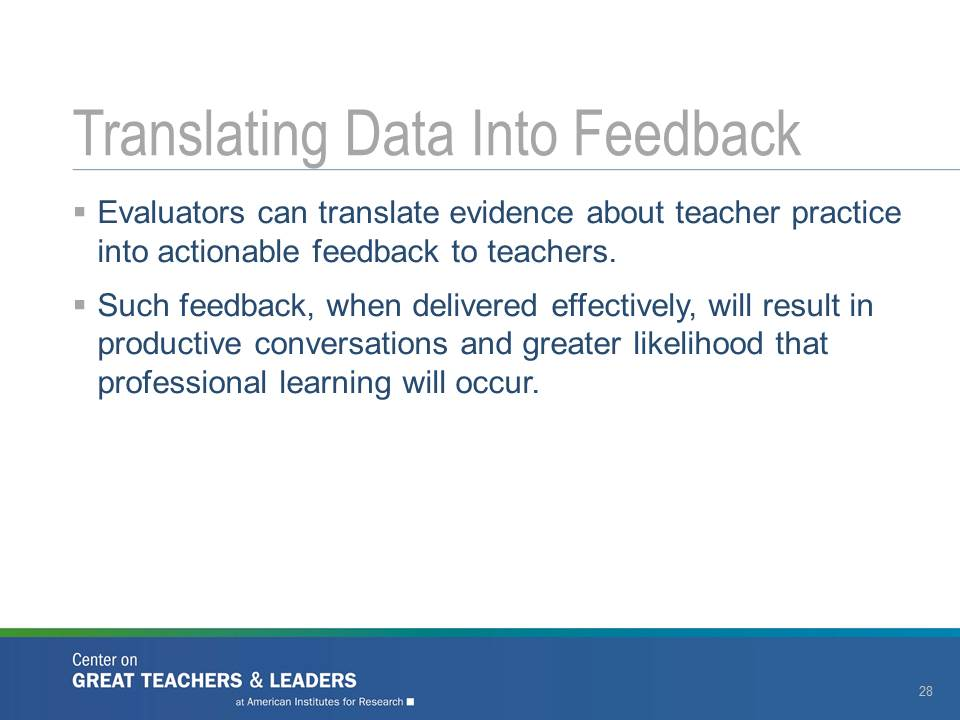 Translating Data Into Feedback
▪ Evaluators can translate evidence about teacher practice
into actionable feedback to teachers.
▪ Such feedback, when delivered effectively, will result in
productive conversations and greater likelihood that
professional learning will occur.
Center on
GREAT TEACHERS & LEADERS
at American Institutes for Research ■
28